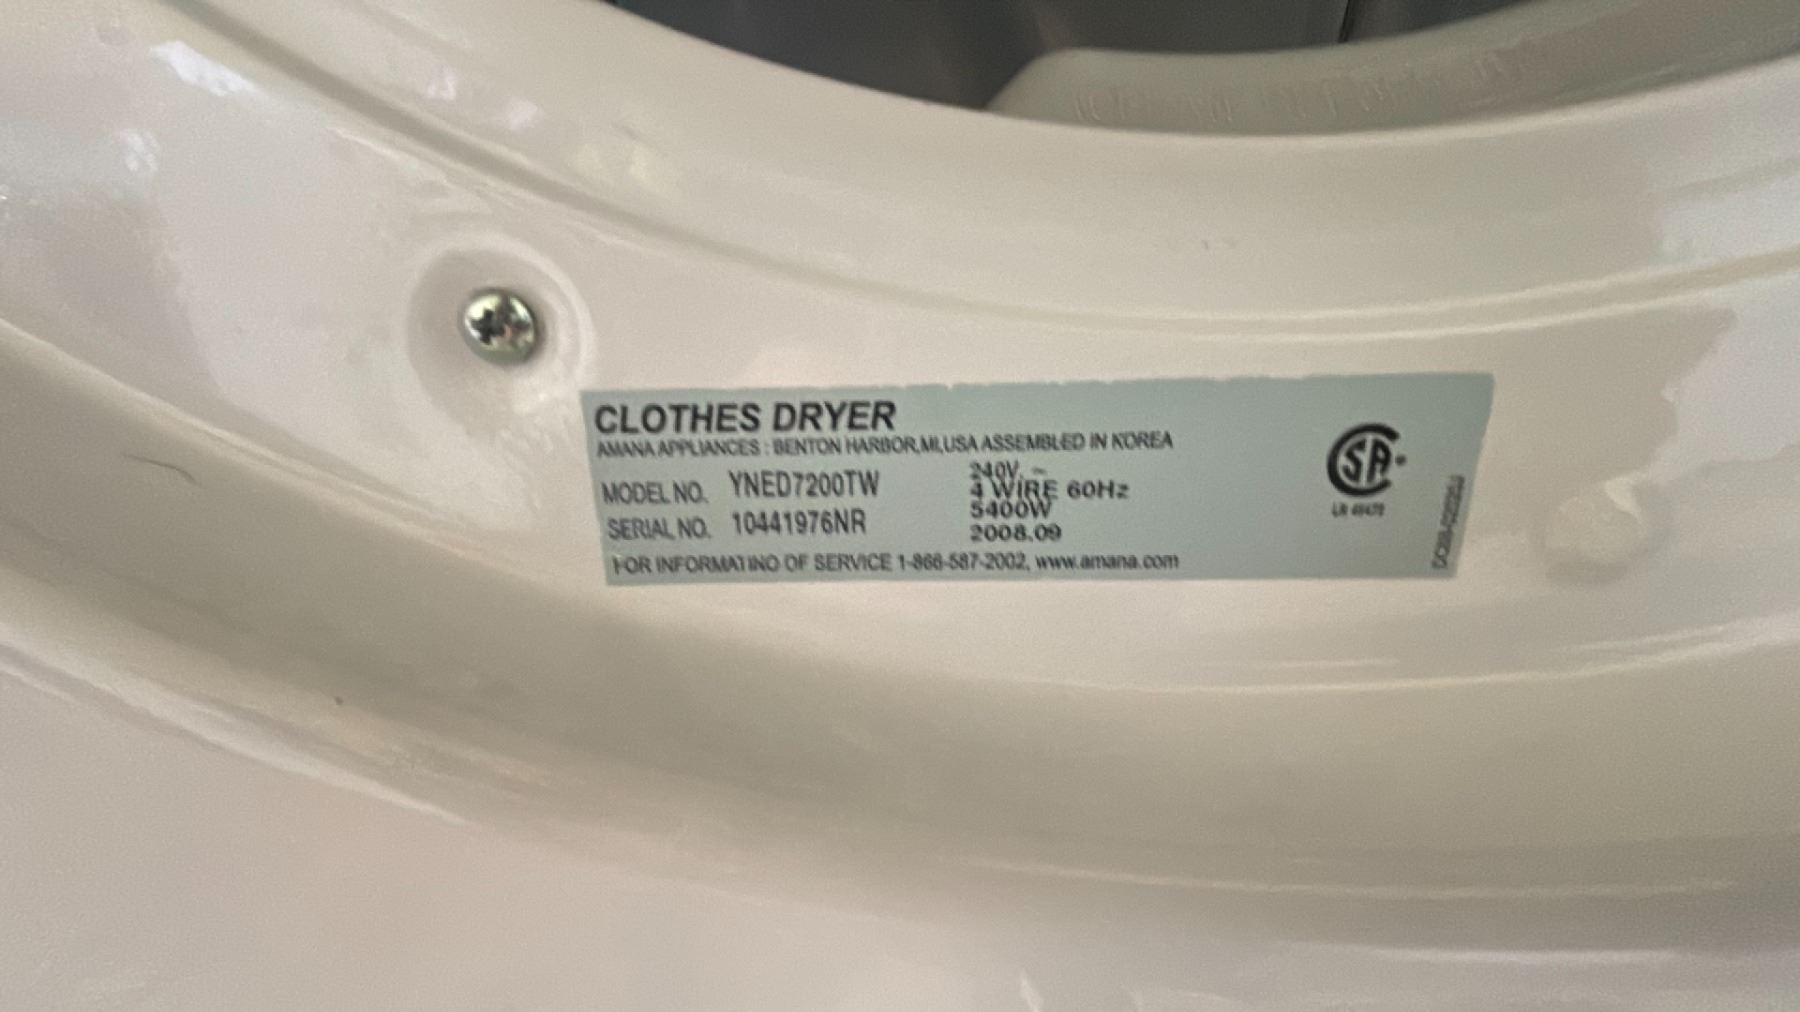 CLOTHES DRYER
AMANA APPLIANCES : BENTON HARBOR,MI,USA ASSEMBLED IN KOREA
MODEL NO. YNED7200TW
SERIAL NO. 10441976NR
240V, ~
4 WIRE 60Hz
5400W
2008.09
FOR INFORMATINO OF SERVICE 1-866-587-2002, www.amana.com
SA